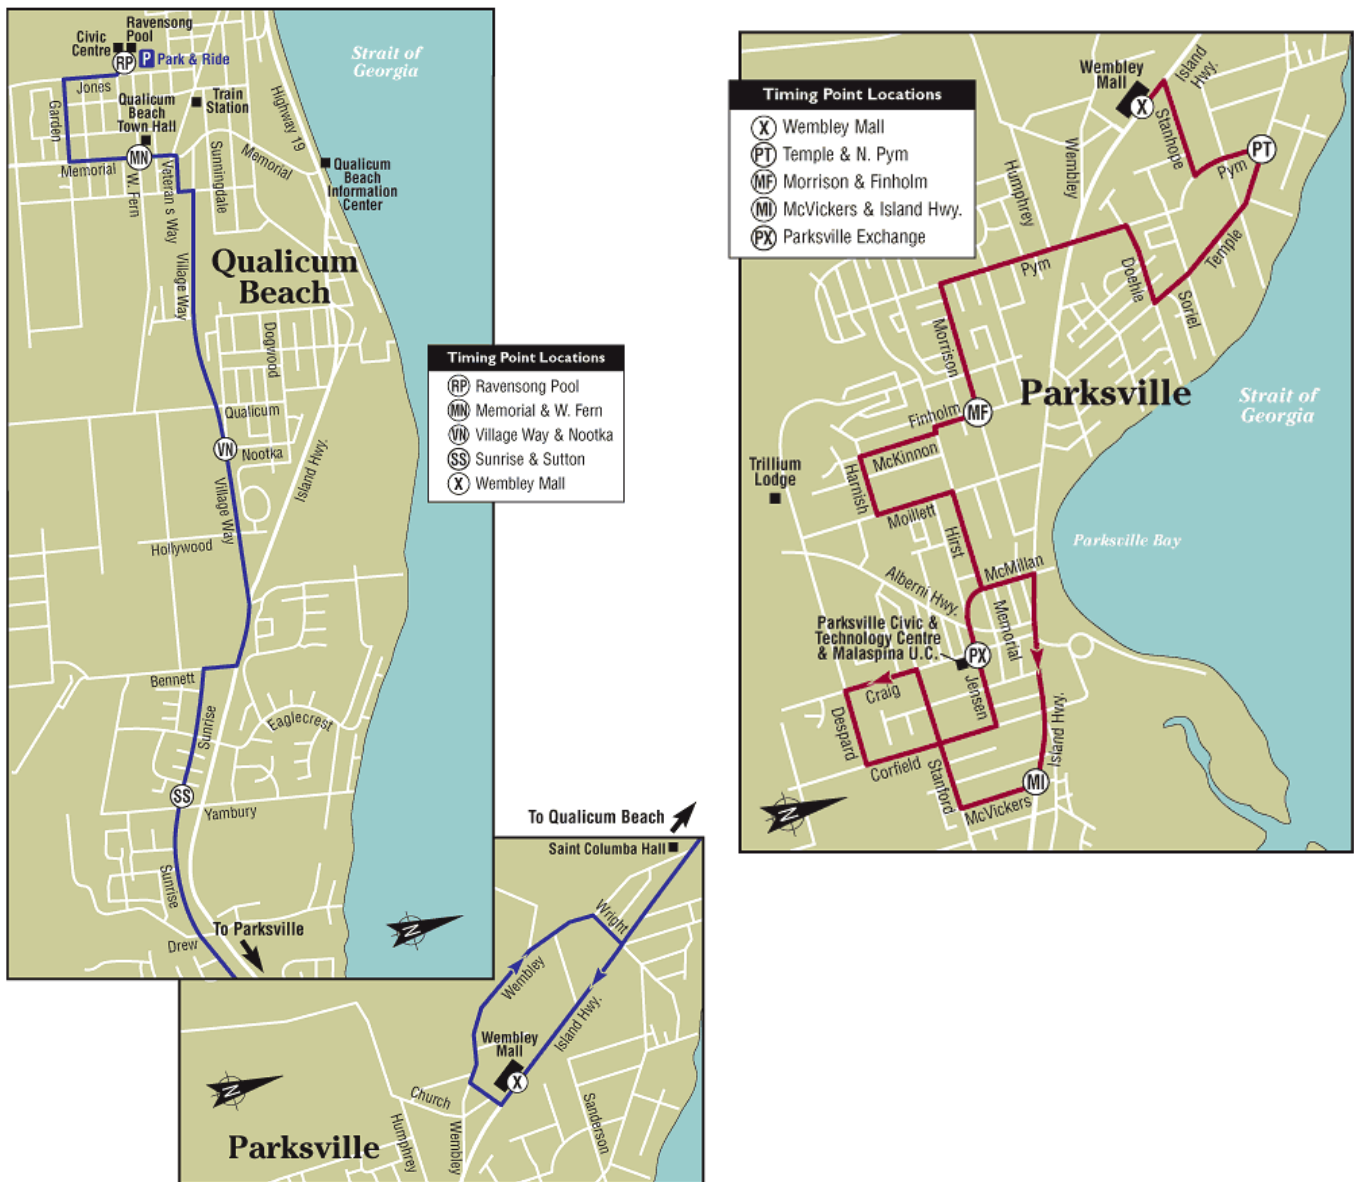 Ravensong
Pool
Civic
Centre
RP
P Park & Ride
Strait of
Georgia
Jones
Garden
Qualicum
Beach
Town Hall
Train
Station
Highway 19
MN
Memorial
W. Fern
Veteran s Way
Sunningdale
Memorial
Qualicum
Beach
Information
Center
Village Way
Qualicum
Beach
Dogwood
Qualicum
VN
Nootka
Village Way
Island Hwy.
Hollywood
Bennett
Sunrise
Eaglecrest
SS
Yambury
Sunrise
Drew
To Parksville
N
Timing Point Locations
RP Ravensong Pool
MN Memorial & W. Fern
VN Village Way & Nootka
SS Sunrise & Sutton
X Wembley Mall
To Qualicum Beach
Saint Columba Hall
Wright
Wembley
Island Hwy.
Wembley
Mall
X
Church
Humphrey
Wembley
Sanderson
N
Parksville
Timing Point Locations
X Wembley Mall
PT Temple & N. Pym
MF Morrison & Finholm
MI McVickers & Island Hwy.
PX Parksville Exchange
Wembley
Mall
X
Island
Hwy.
Stanhope
PT
Pym
Wembley
Humphrey
Temple
Pym
Doehle
Soriel
Morrison
Parksville
Strait of
Georgia
Finholm
MF
McKinnon
Harnish
Trillium
Lodge
Moillett
Hirst
Parksville Bay
McMillan
Alberni Hwy.
Memorial
Parksville Civic &
Technology Centre
& Malaspina U.C.
PX
Jensen
Craig
Despard
Corfield
Stanford
Island Hwy.
MI
McVickers
N